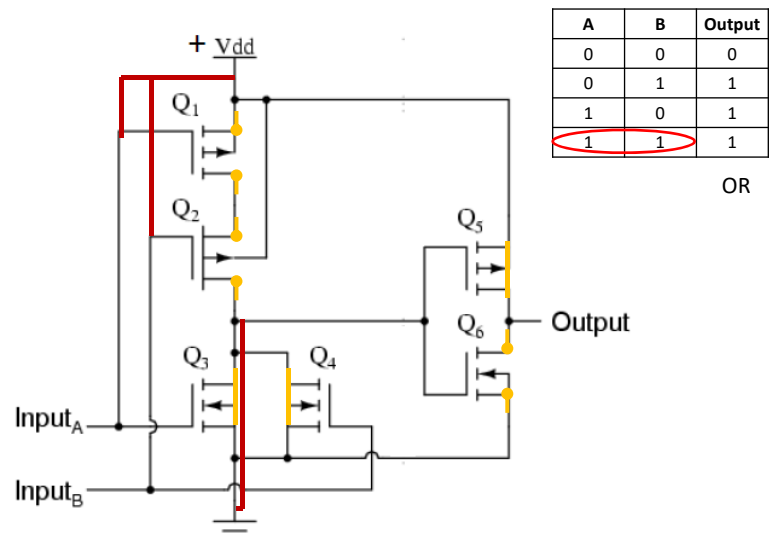 + Vdd
Q1
Q2
Q3
Q4
Q5
Q6
Output
InputA
InputB
A B Output
0 0 0
0 1 1
1 0 1
1 1 1
OR